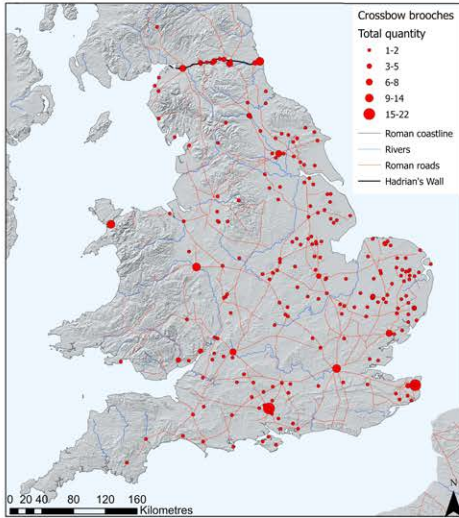 Crossbow brooches
Total quantity
1-2
3-5
6-8
9-14
15-22
Roman coastline
Rivers
Roman roads
Hadrian's Wall
N
0 20 40 80 120 160
Kilometres